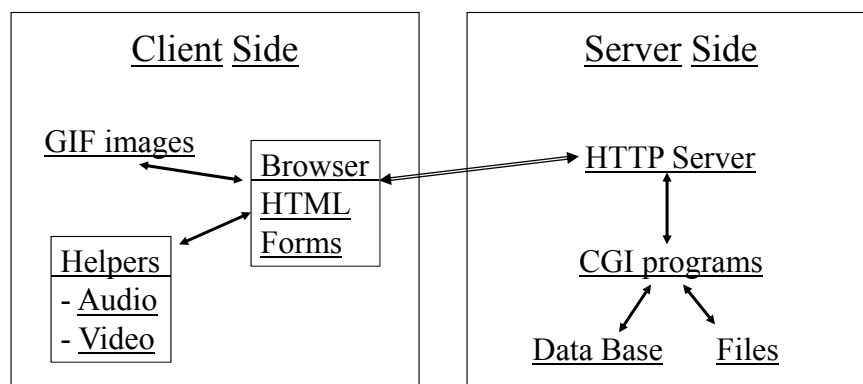 Client Side
GIF images
Browser
HTML
Forms
Helpers
- Audio
- Video
Server Side
HTTP Server
CGI programs
Data Base
Files